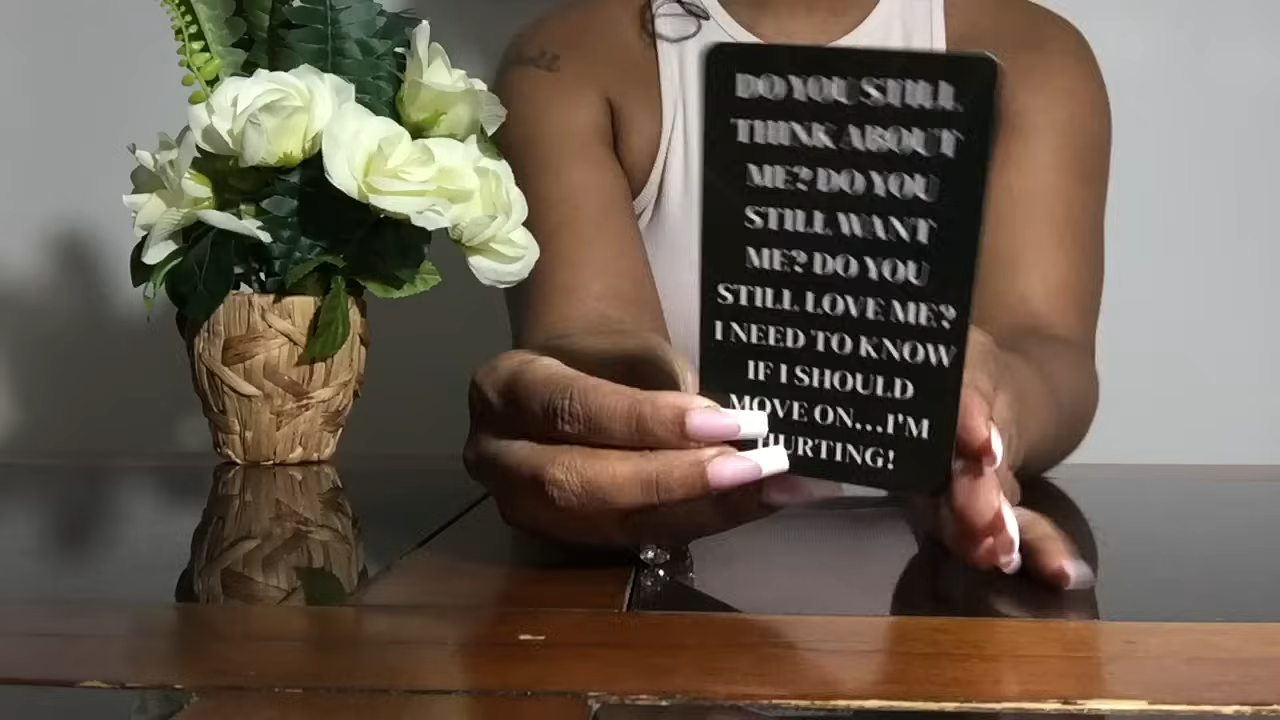 DO YOU STILL
THINK ABOUT
ME? DO YOU
STILL WANT
ME? DO YOU
STILL LOVE ME?
I NEED TO KNOW
IF I SHOULD
MOVE ON...I'M
HURTING!